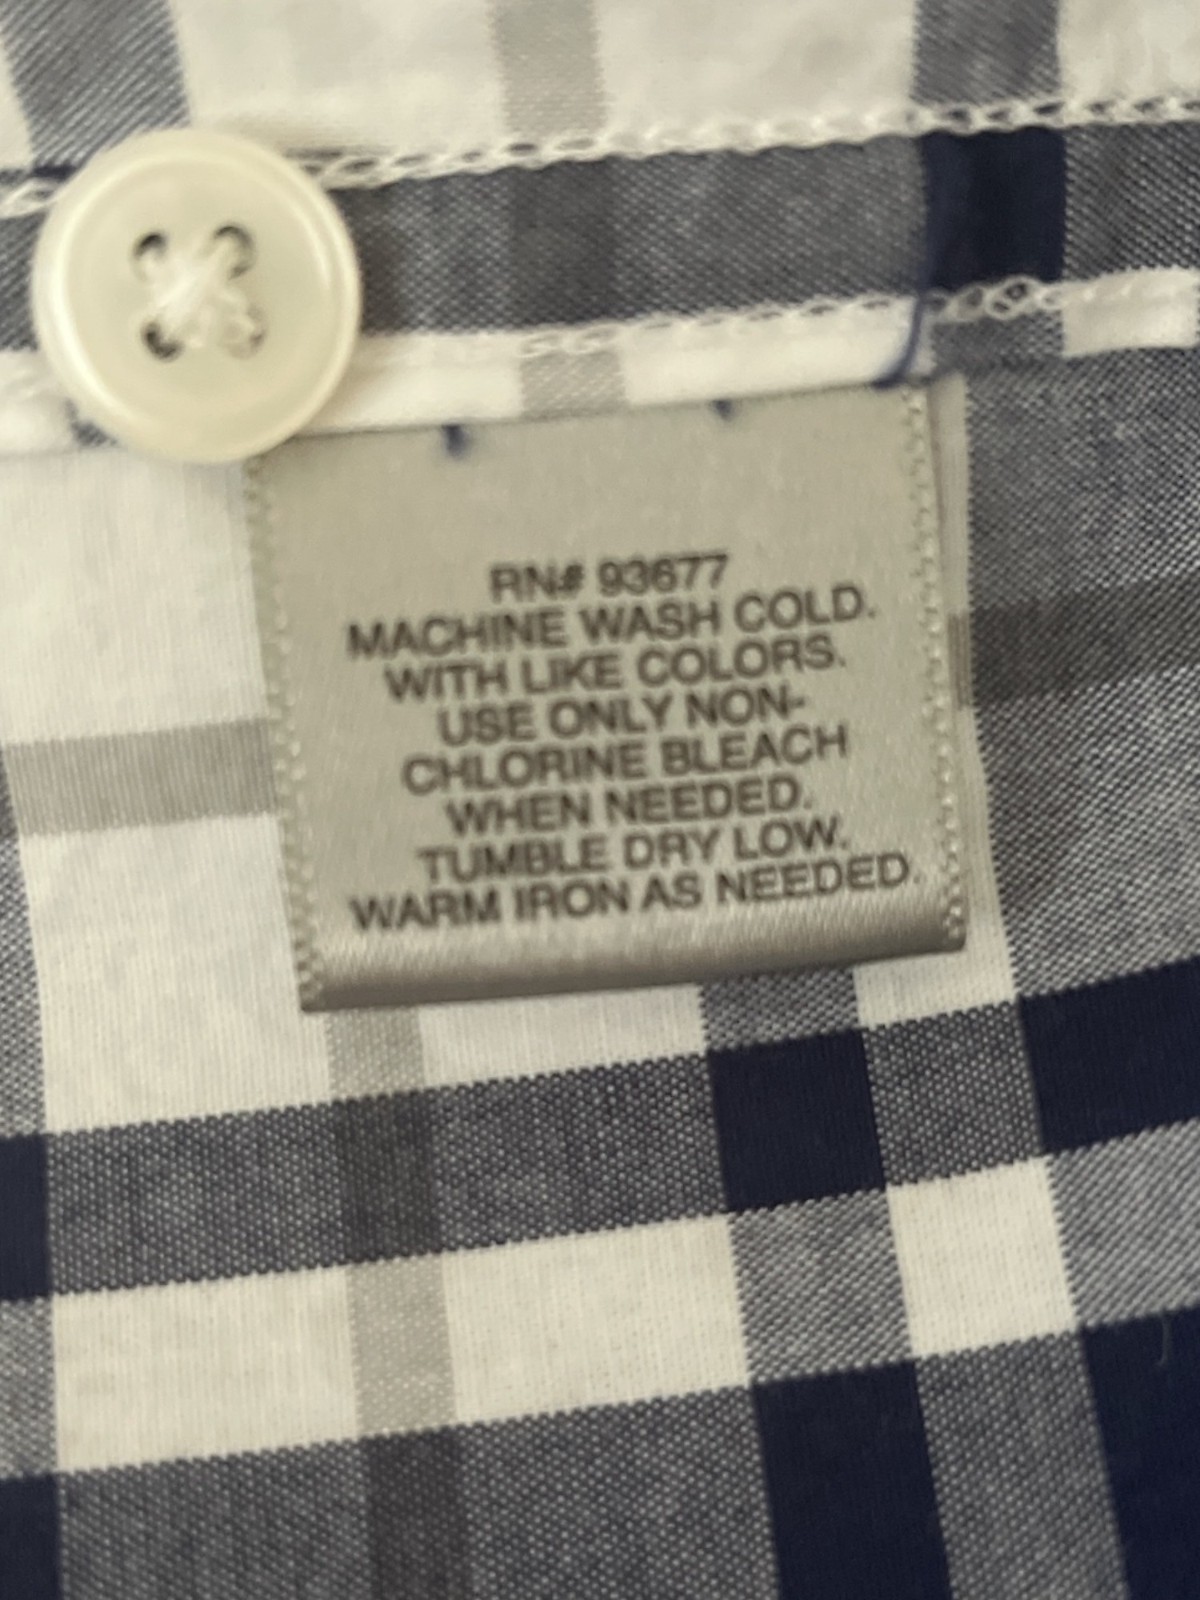 RN# 93677
MACHINE WASH COLD.
WITH LIKE COLORS.
USE ONLY NON-
CHLORINE BLEACH
WHEN NEEDED.
TUMBLE DRY LOW.
WARM IRON AS NEEDED.